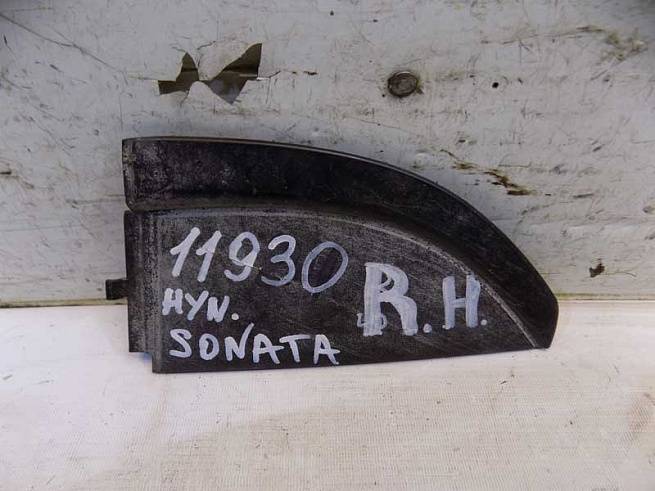 11930
HYN.
SONATA
R.H.